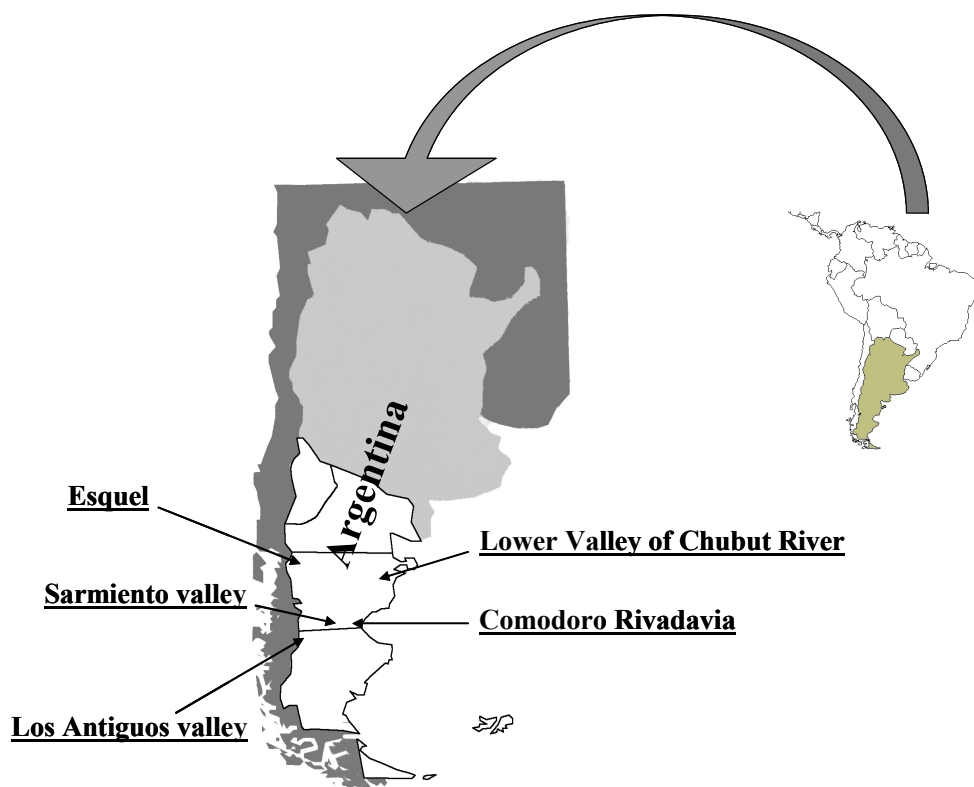 Argentina
Esquel
Lower Valley of Chubut River
Sarmiento valley
Comodoro Rivadavia
Los Antiguos valley